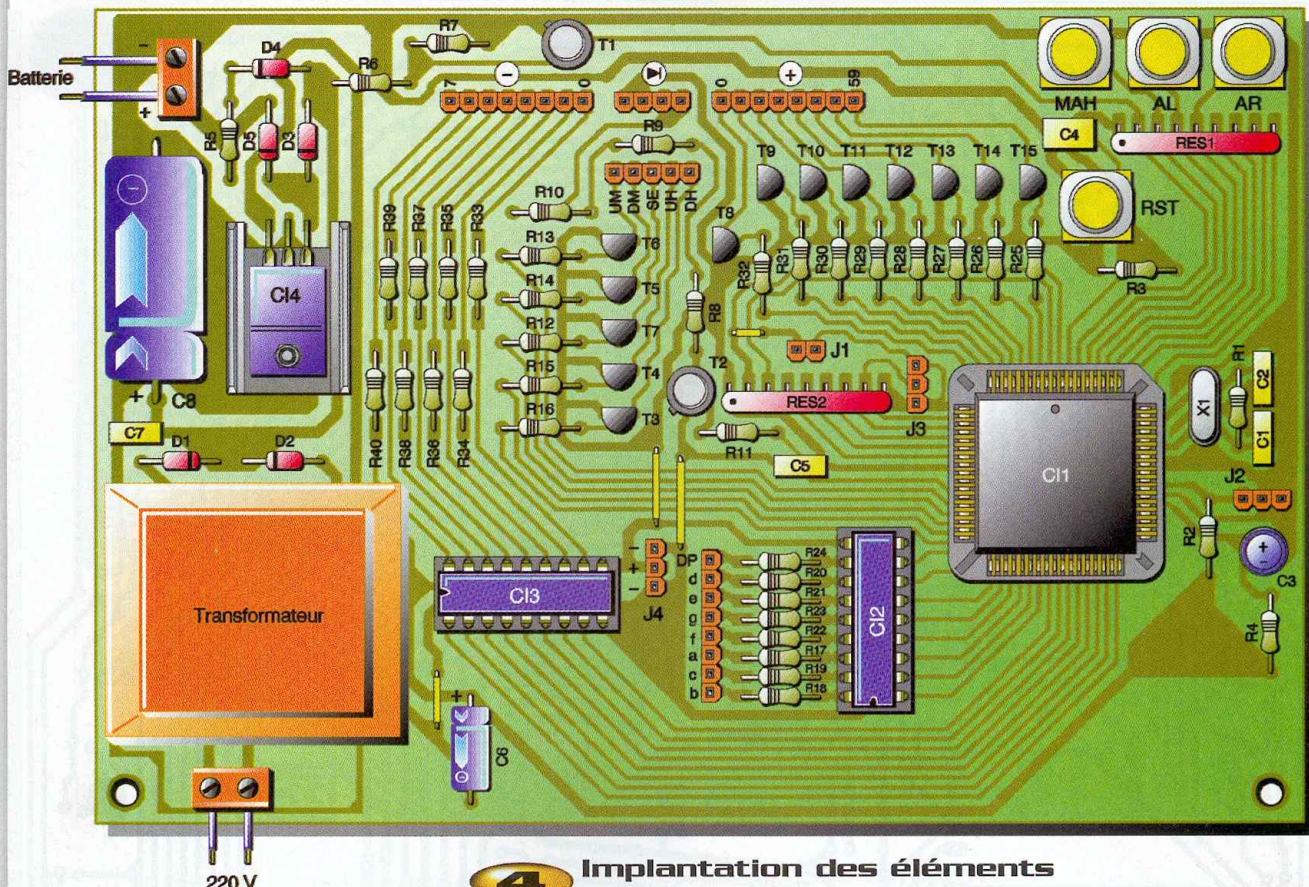 R7
T1
D4
-
Batterie
+
R6
7
-
0
0
+
59
MAH
AL
AR
C4
RES1
R5
D5
D3
R9
T9
T10
T11
T12
T13
T14
T15
RST
UM
DM
SE
UH
DH
R10
R39
R37
R35
R33
T8
R13
T6
R32
R31
R30
R29
R28
R27
R26
R25
R3
CI4
R14
T5
R8
R12
T7
J1
T2
R15
T4
RES2
J3
X1
R1
C2
C1
+
C8
R16
T3
R11
C7
D1
D2
R40
R38
R36
R34
C5
CI1
J2
R2
+
-
C3
R4
CI3
-
+
-
J4
DP
d
e
g
f
a
c
b
R24
R20
R21
R23
R22
R17
R19
R18
CI2
Transformateur
+
-
C6
220 V
4
Implantation des éléments